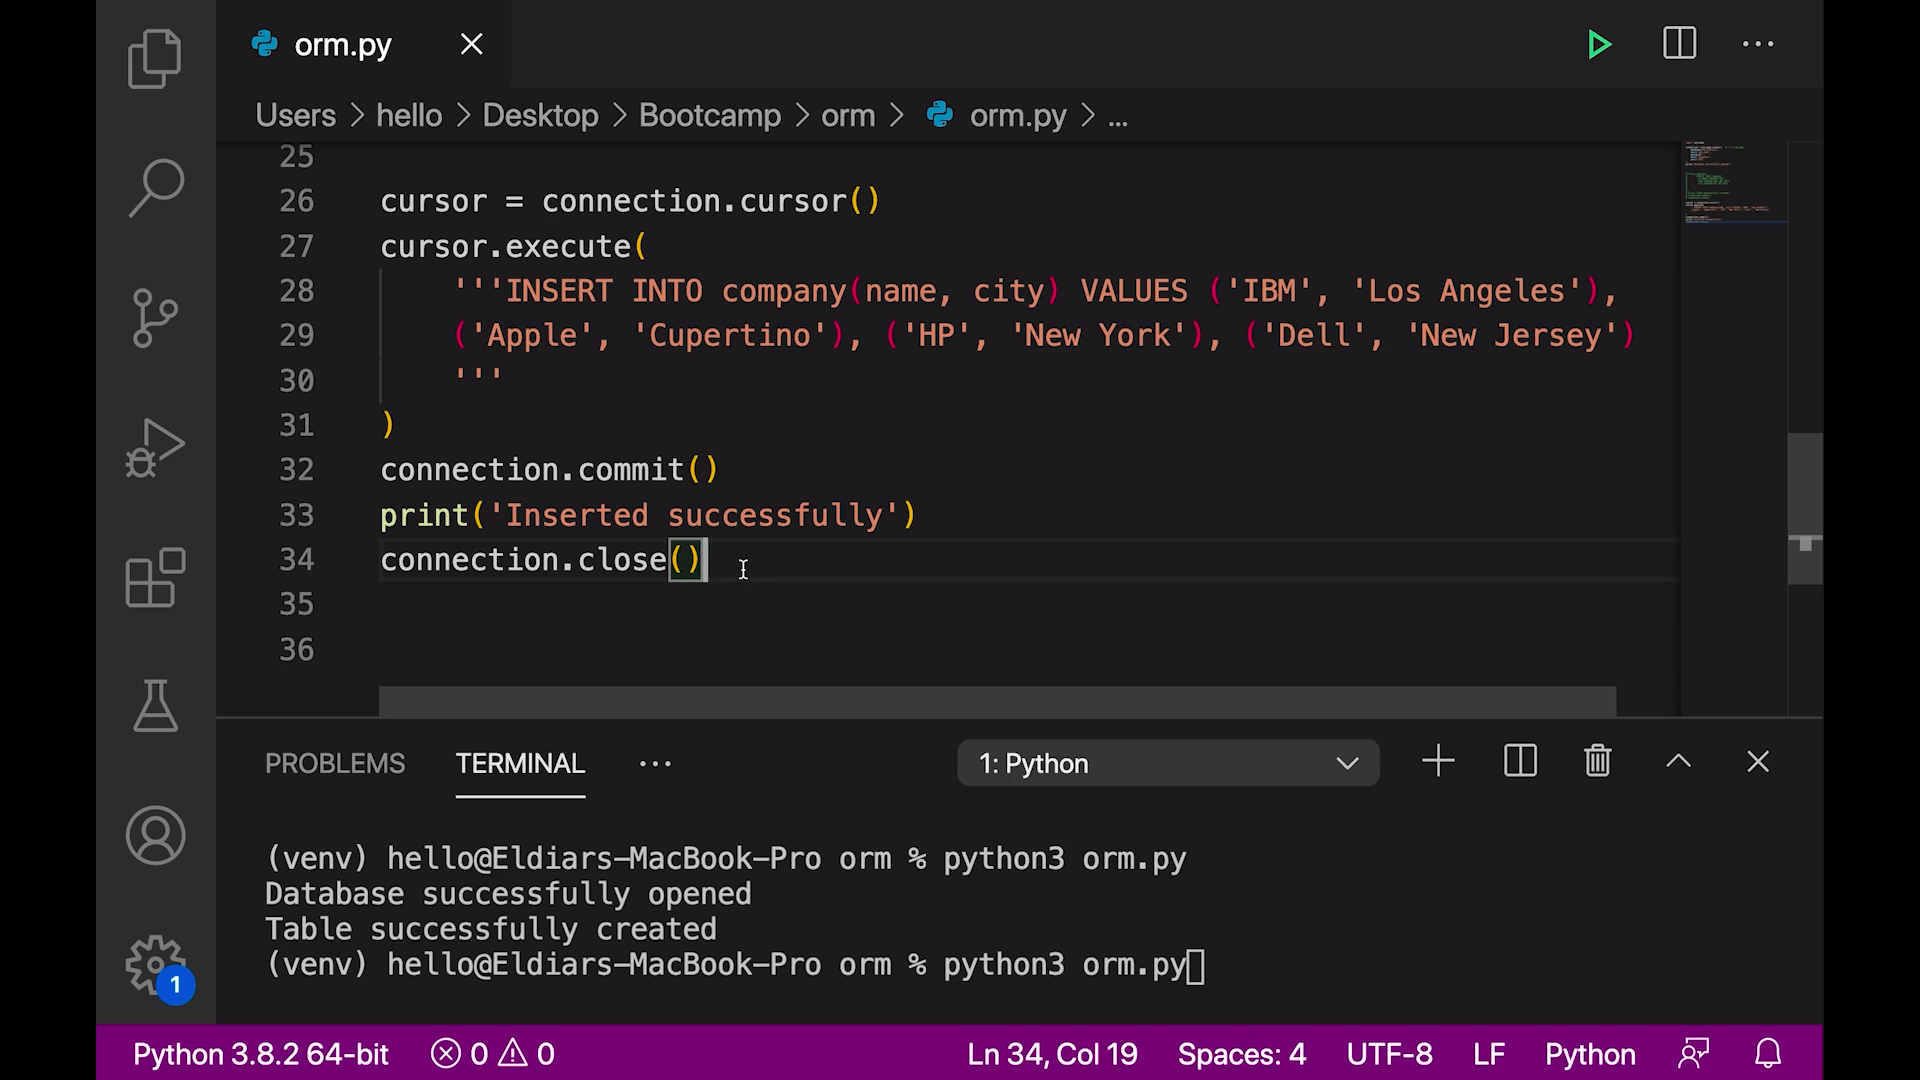 orm.py
Users > hello > Desktop > Bootcamp > orm > orm.py > ...
25
26 cursor = connection.cursor()
27 cursor.execute(
28 '''INSERT INTO company(name, city) VALUES ('IBM', 'Los Angeles'),
29 ('Apple', 'Cupertino'), ('HP', 'New York'), ('Dell', 'New Jersey')
30 '''
31 )
32 connection.commit()
33 print('Inserted successfully')
34 connection.close()
35
36
PROBLEMS TERMINAL ... 1: Python
(venv) hello@Eldiars-MacBook-Pro orm % python3 orm.py
Database successfully opened
Table successfully created
(venv) hello@Eldiars-MacBook-Pro orm % python3 orm.py
1
Python 3.8.2 64-bit 0 0 Ln 34, Col 19 Spaces: 4 UTF-8 LF Python